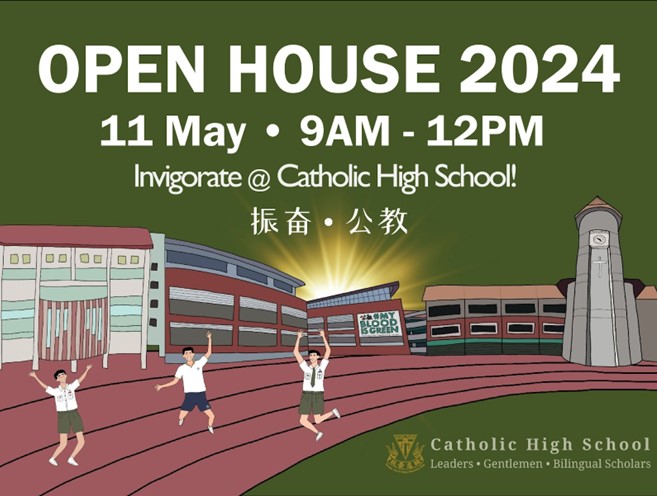 OPEN HOUSE 2024
11 May • 9AM - 12PM
Invigorate @ Catholic High School!
振奋 • 公教
#MY
BLOOD
IS GREEN
Catholic High School
Leaders • Gentlemen • Bilingual Scholars